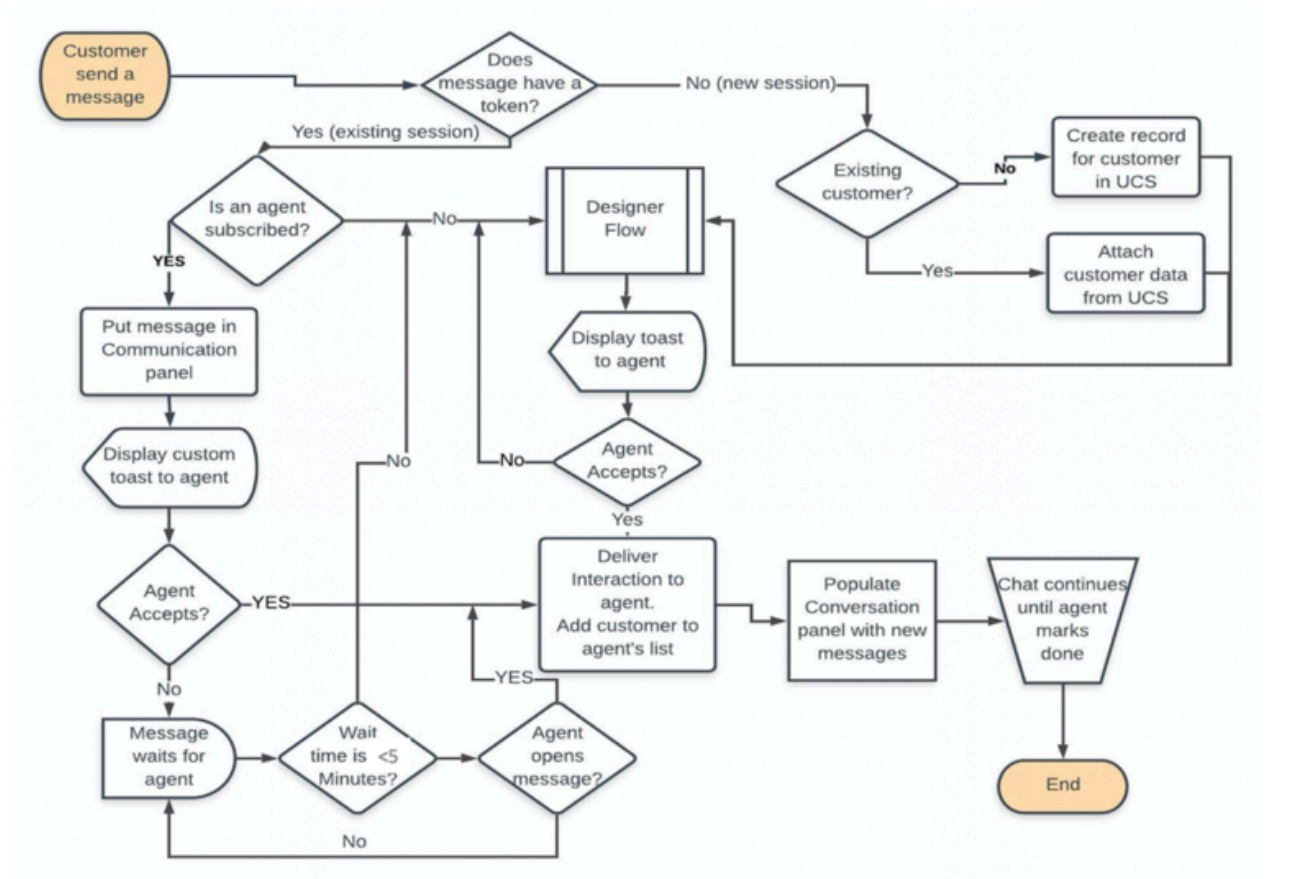 Customer
send a
message
Does
message have a
token?
No (new session)
Yes (existing session)
Existing
customer?
No
Create record
for customer
in UCS
Yes
Attach
customer data
from UCS
Is an agent
subscribed?
No
Designer
Flow
YES
Put message in
Communication
panel
Display toast
to agent
Display custom
toast to agent
No
No
Agent
Accepts?
Yes
Agent
Accepts?
YES
Deliver
Interaction to
agent.
Add customer to
agent's list
Populate
Conversation
panel with new
messages
Chat continues
until agent
marks
done
No
YES
Message
waits for
agent
Wait
time is <5
Minutes?
Agent
opens
message?
End
No